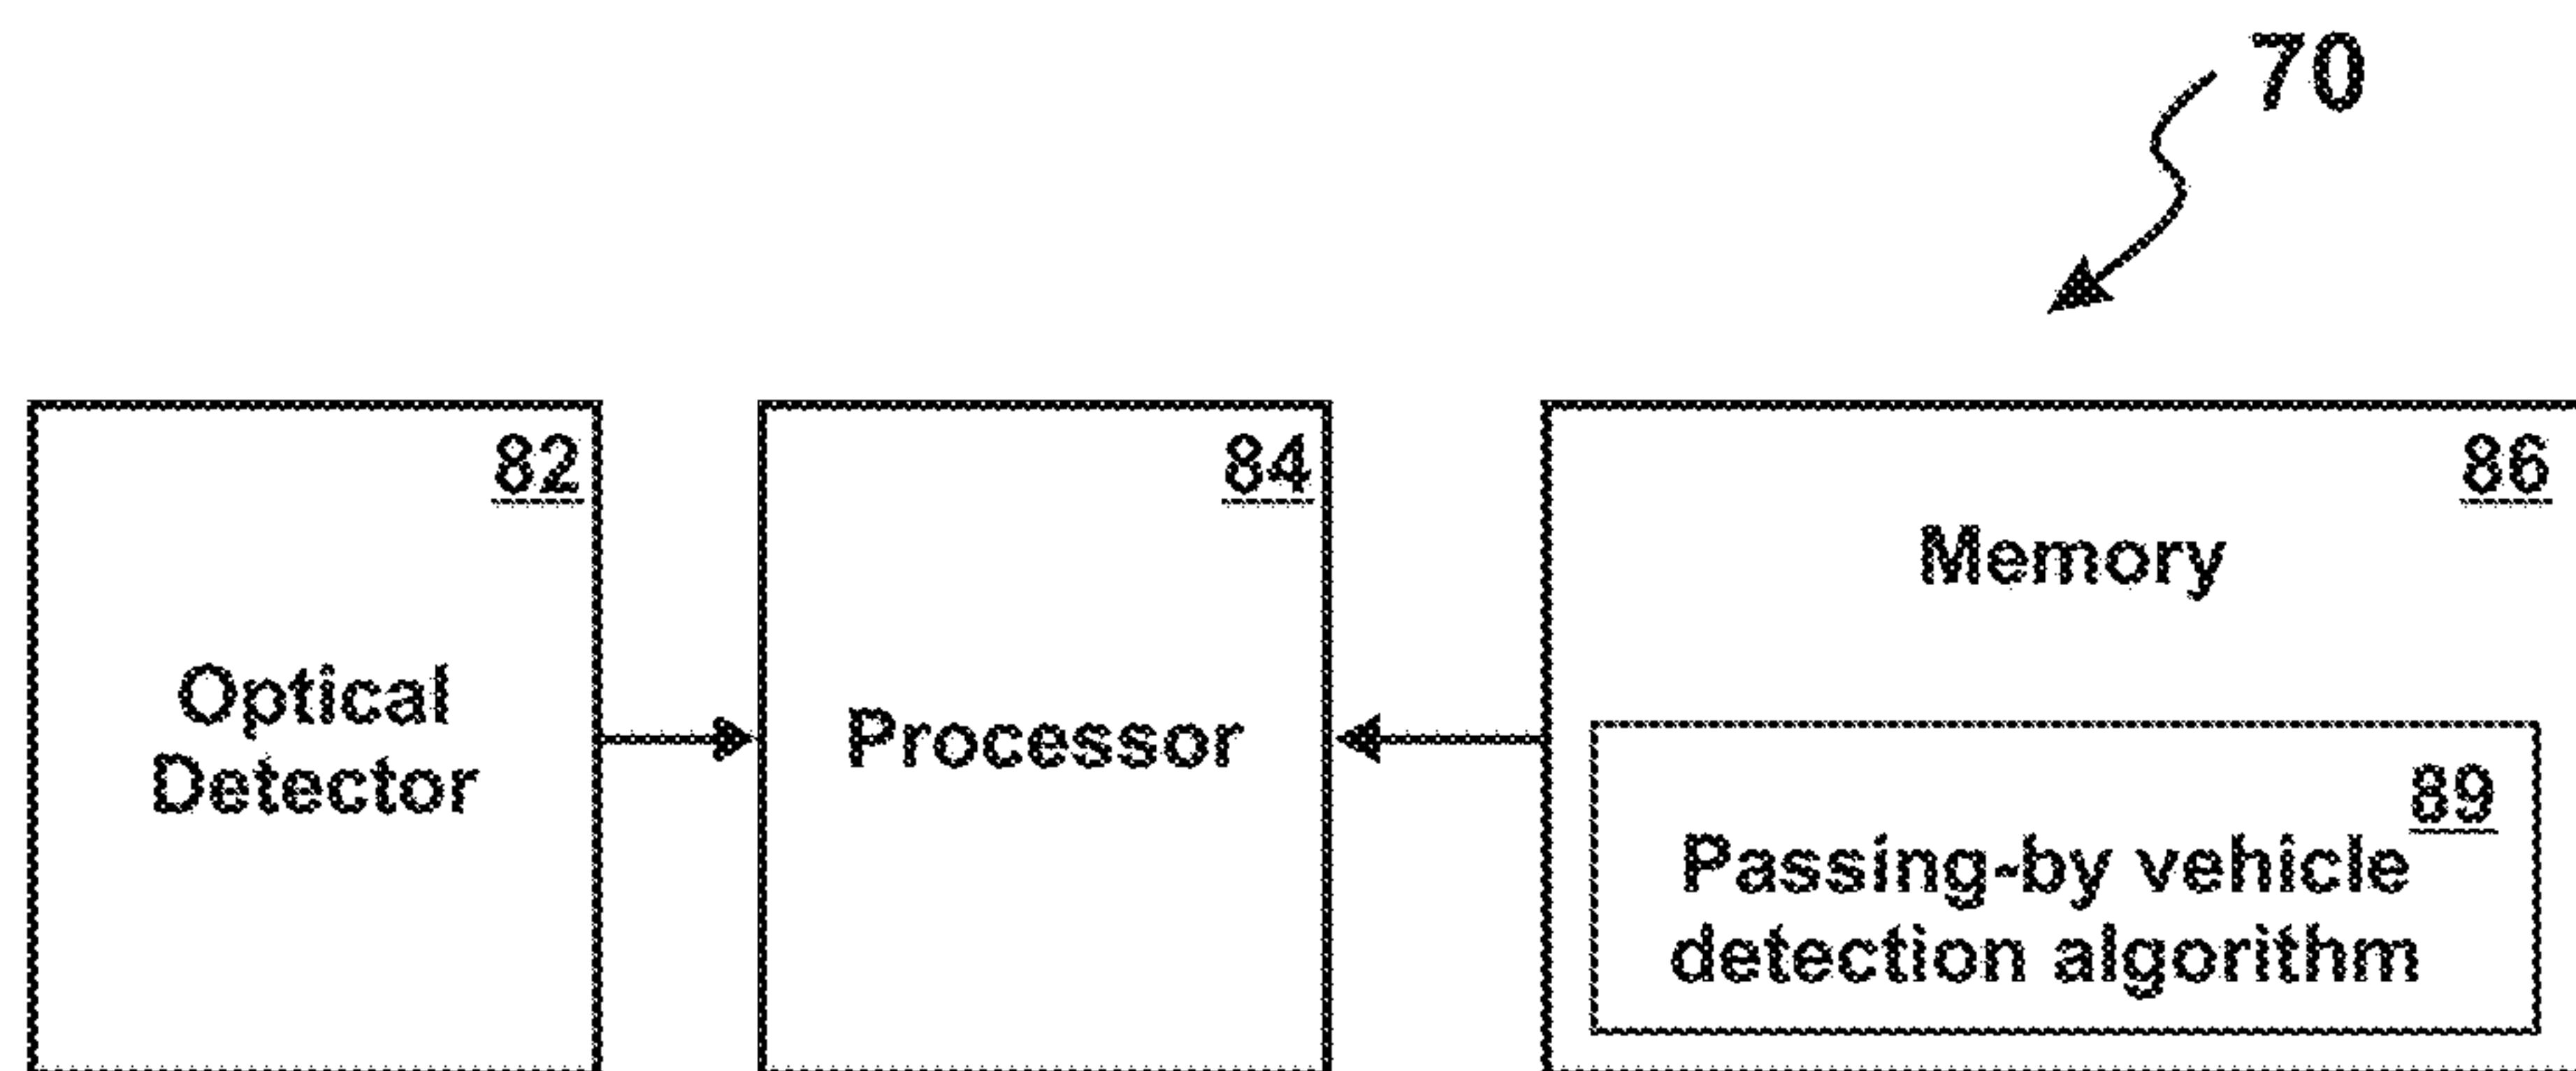 70
82
Optical
Detector
84
Processor
86
Memory
89
Passing-by vehicle
detection algorithm